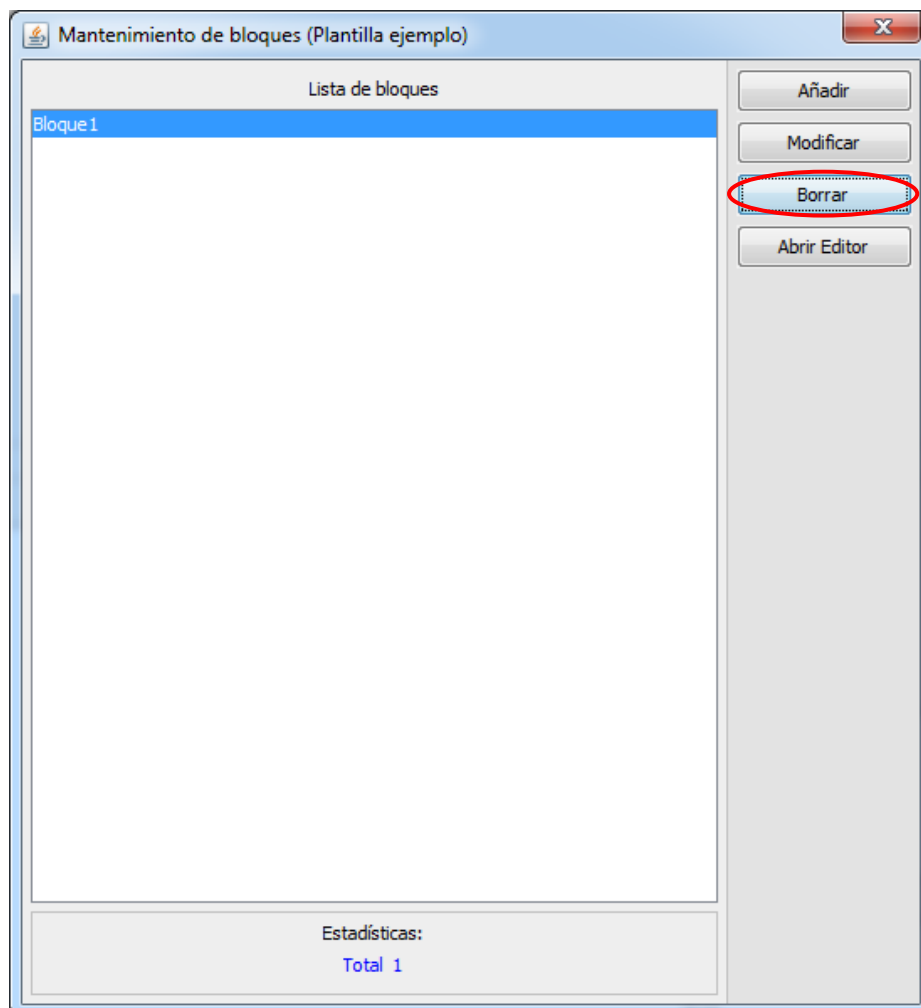 Mantenimiento de bloques (Plantilla ejemplo)
Lista de bloques
Bloque1
Añadir
Modificar
Borrar
Abrir Editor
Estadísticas:
Total 1